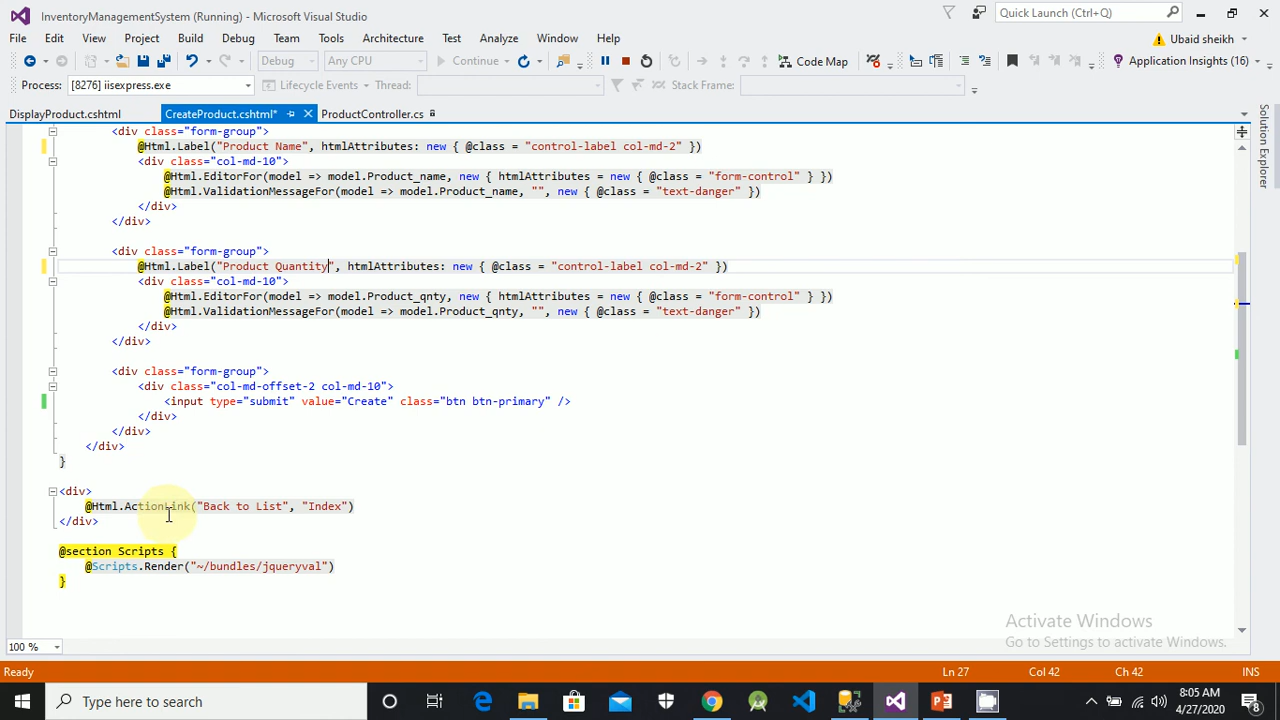 InventoryManagementSystem (Running) - Microsoft Visual Studio
Quick Launch (Ctrl+Q)
File Edit View Project Build Debug Team Tools Architecture Test Analyze Window Help
Ubaid sheikh
Debug Any CPU Continue Code Map Application Insights (16)
Process: [8276] iisexpress.exe Lifecycle Events Thread: Stack Frame:
DisplayProduct.cshtml CreateProduct.cshtml* ProductController.cs
Solution Explorer
<div class="form-group">
@Html.Label("Product Name", htmlAttributes: new { @class = "control-label col-md-2" })
<div class="col-md-10">
@Html.EditorFor(model => model.Product_name, new { htmlAttributes = new { @class = "form-control" } })
@Html.ValidationMessageFor(model => model.Product_name, "", new { @class = "text-danger" })
</div>
</div>
<div class="form-group">
@Html.Label("Product Quantity", htmlAttributes: new { @class = "control-label col-md-2" })
<div class="col-md-10">
@Html.EditorFor(model => model.Product_qnty, new { htmlAttributes = new { @class = "form-control" } })
@Html.ValidationMessageFor(model => model.Product_qnty, "", new { @class = "text-danger" })
</div>
</div>
<div class="form-group">
<div class="col-md-offset-2 col-md-10">
<input type="submit" value="Create" class="btn btn-primary" />
</div>
</div>
</div>
}
<div>
@Html.ActionLink("Back to List", "Index")
</div>
@section Scripts {
@Scripts.Render("~/bundles/jqueryval")
}
Activate Windows
Go to Settings to activate Windows.
100 %
Ready Ln 27 Col 42 Ch 42 INS
Type here to search
8:05 AM
4/27/2020
8